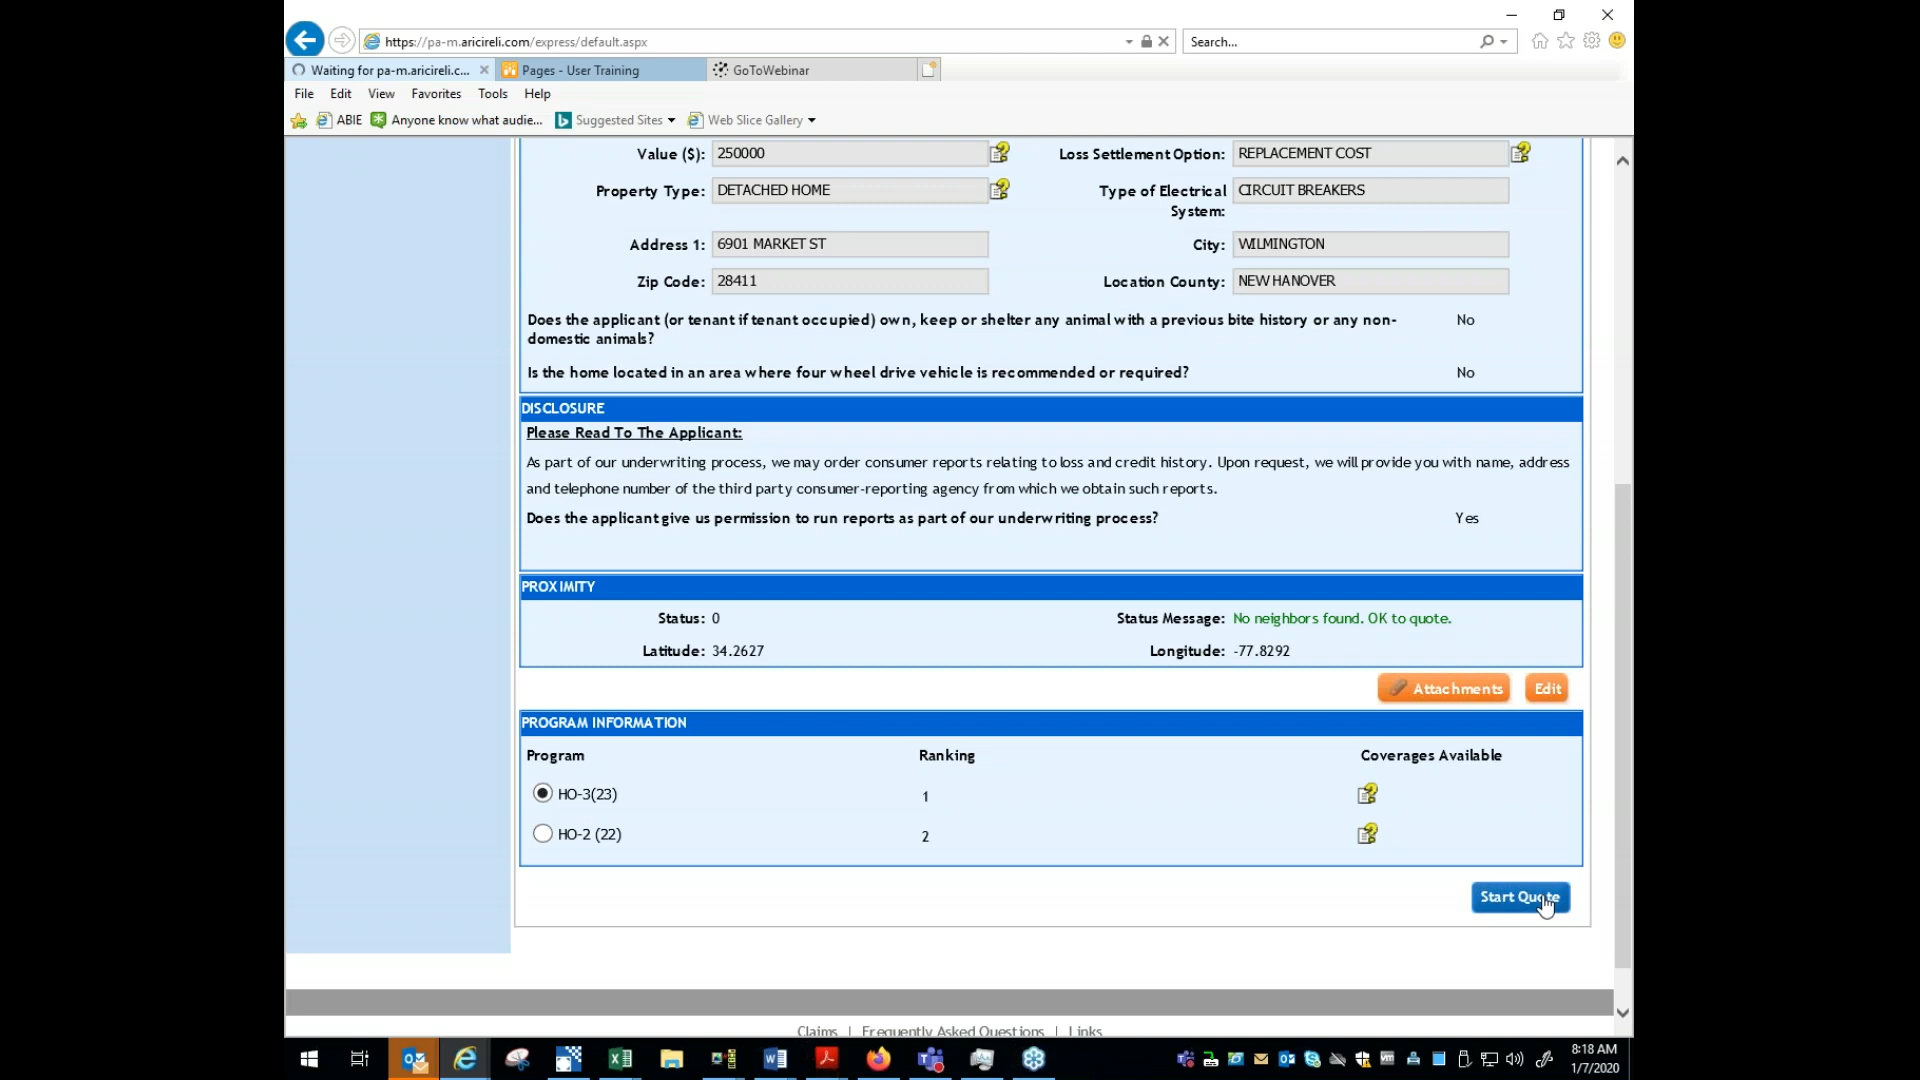 https://pa-m.aricireli.com/express/default.aspx
Search...
Waiting for pa-m.aricireli.c...
Pages - User Training
GoToWebinar
File Edit View Favorites Tools Help
ABIE Anyone know what audie... Suggested Sites Web Slice Gallery
Value ($): 250000 Loss Settlement Option: REPLACEMENT COST
Property Type: DETACHED HOME Type of Electrical
System: CIRCUIT BREAKERS
Address 1: 6901 MARKET ST City: WILMINGTON
Zip Code: 28411 Location County: NEW HANOVER
Does the applicant (or tenant if tenant occupied) own, keep or shelter any animal with a previous bite history or any non- No
domestic animals?
Is the home located in an area where four wheel drive vehicle is recommended or required? No
DISCLOSURE
Please Read To The Applicant:
As part of our underwriting process, we may order consumer reports relating to loss and credit history. Upon request, we will provide you with name, address
and telephone number of the third party consumer-reporting agency from which we obtain such reports.
Does the applicant give us permission to run reports as part of our underwriting process? Yes
PROXIMITY
Status: 0 Status Message: No neighbors found. OK to quote.
Latitude: 34.2627 Longitude: -77.8292
Attachments Edit
PROGRAM INFORMATION
Program Ranking Coverages Available
HO-3(23) 1
HO-2 (22) 2
Start Quote
Claims | Frequently Asked Questions | Links
8:18 AM
1/7/2020